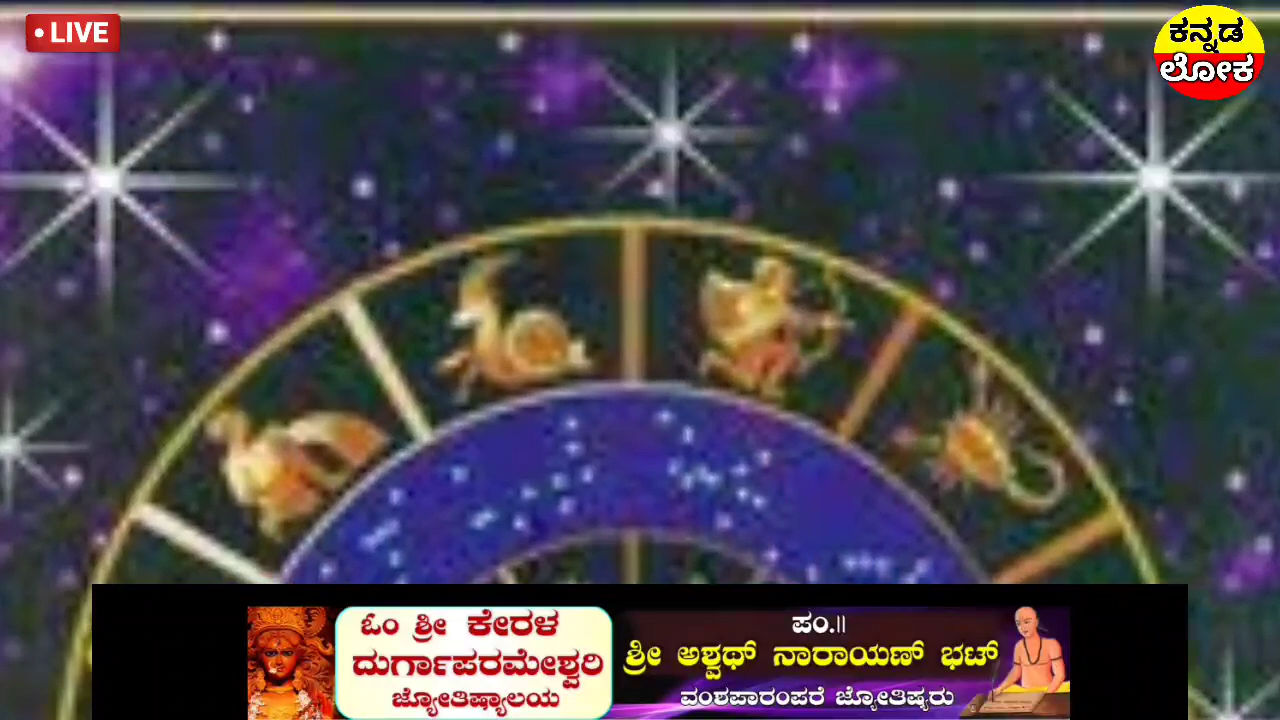 • LIVE
ಕನ್ನಡ
ಲೋಕ
ಓಂ ಶ್ರೀ ಕೇರಳ
ದುರ್ಗಾಪರಮೇಶ್ವರಿ
ಜ್ಯೋತಿಷ್ಯಾಲಯ
ಪಂ.॥
ಶ್ರೀ ಅಶ್ವಥ್ ನಾರಾಯಣ್ ಭಟ್
ವಂಶಪಾರಂಪರೆ ಜ್ಯೋತಿಷ್ಯರು